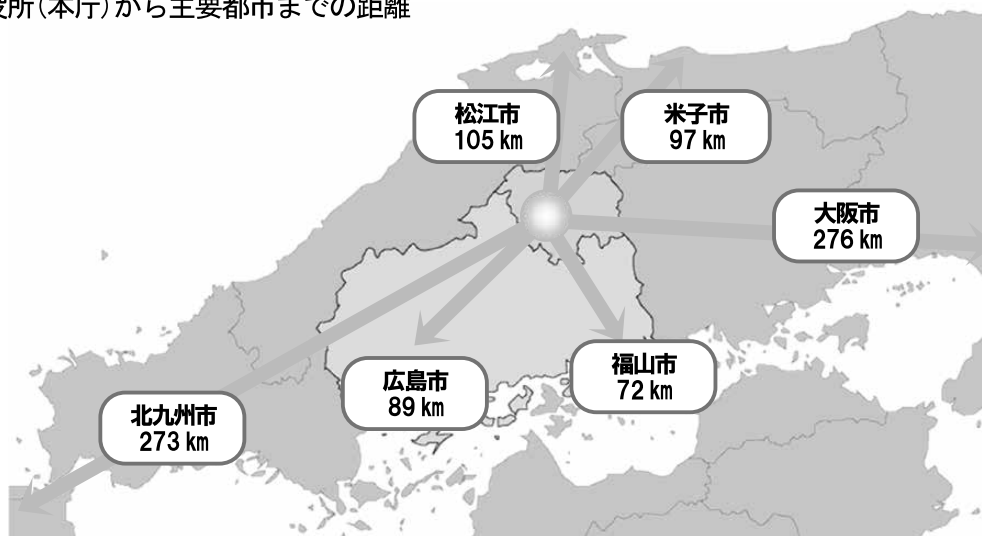 所(本庁)から主要都市までの距離
松江市
105 km
米子市
97 km
大阪市
276 km
福山市
72 km
広島市
89 km
北九州市
273 km